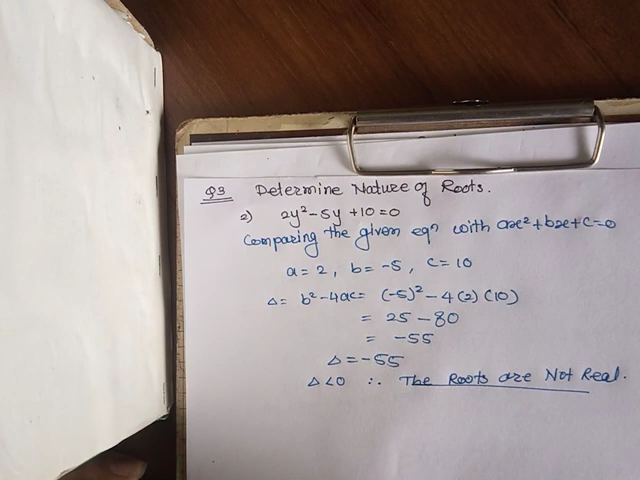 Q3 Determine Nature of Roots.
2) 2y² - 5y + 10 = 0
Comparing the given eqn with ax² + bx + c = 0
a = 2, b = -5, c = 10
Δ = b² - 4ac = (-5)² - 4(2)(10)
= 25 - 80
= -55
Δ = -55
Δ < 0 ∴ The Roots are Not Real.